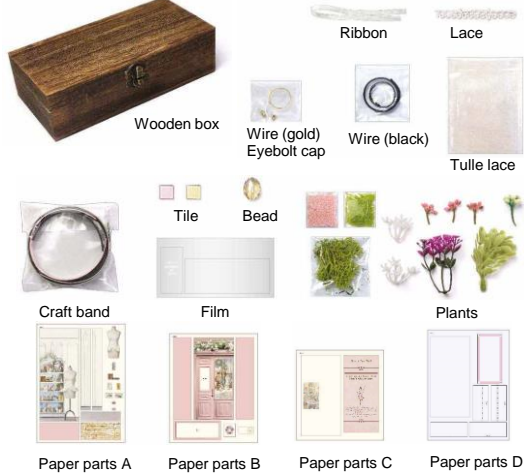 Ribbon
Lace
Wooden box
Wire (gold)
Eyebolt cap
Wire (black)
Tulle lace
Tile
Bead
Craft band
Film
Plants
Paper parts A
Paper parts B
Paper parts C
Paper parts D